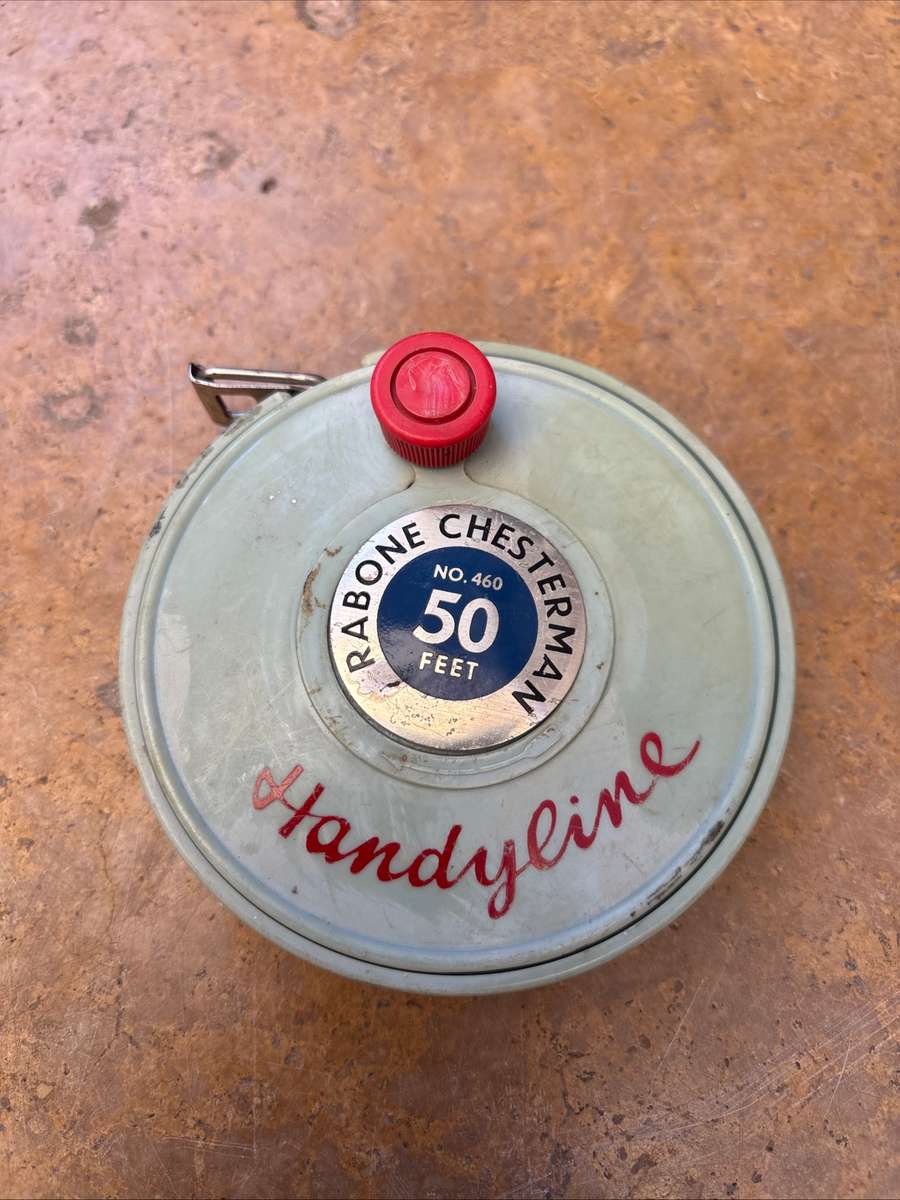 RABONE CHESTERMAN
NO. 460
50
FEET
Handyline